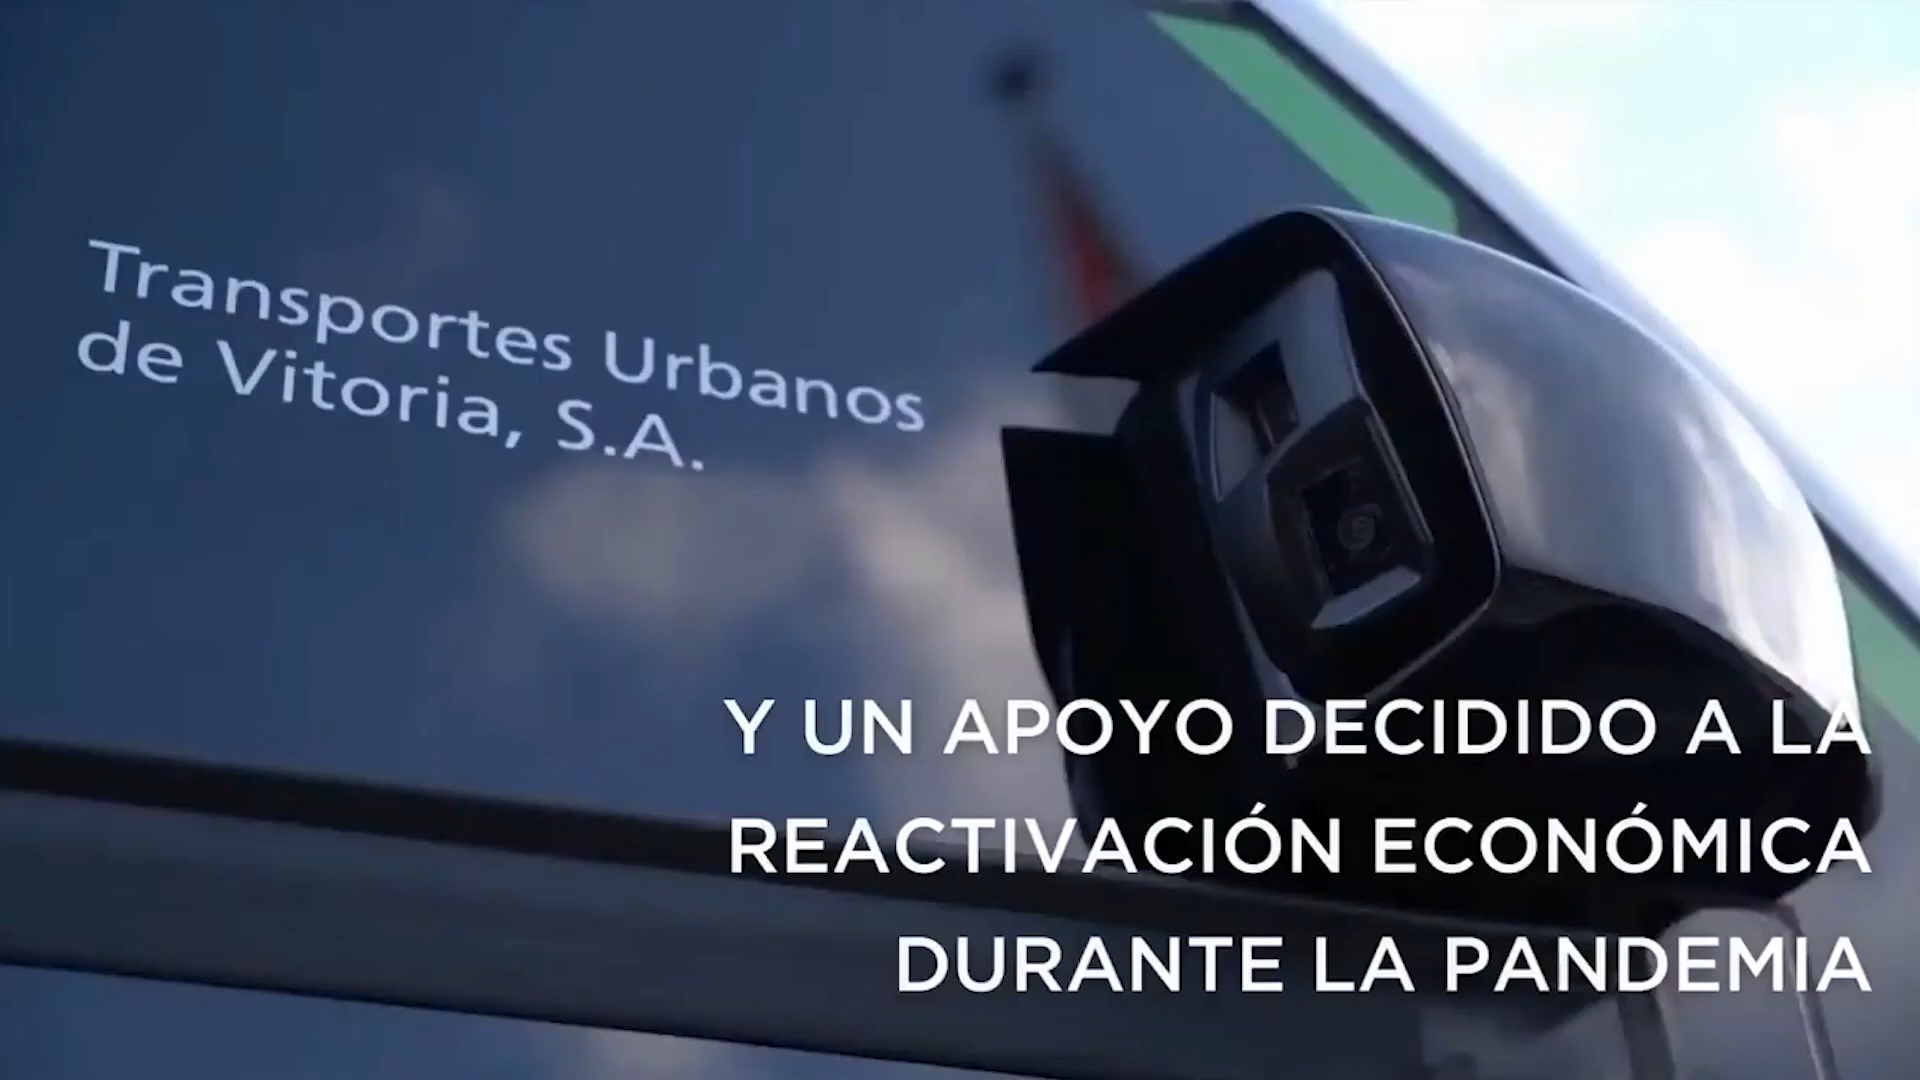 Transportes Urbanos
de Vitoria, S.A.
Y UN APOYO DECIDIDO A LA
REACTIVACIÓN ECONÓMICA
DURANTE LA PANDEMIA